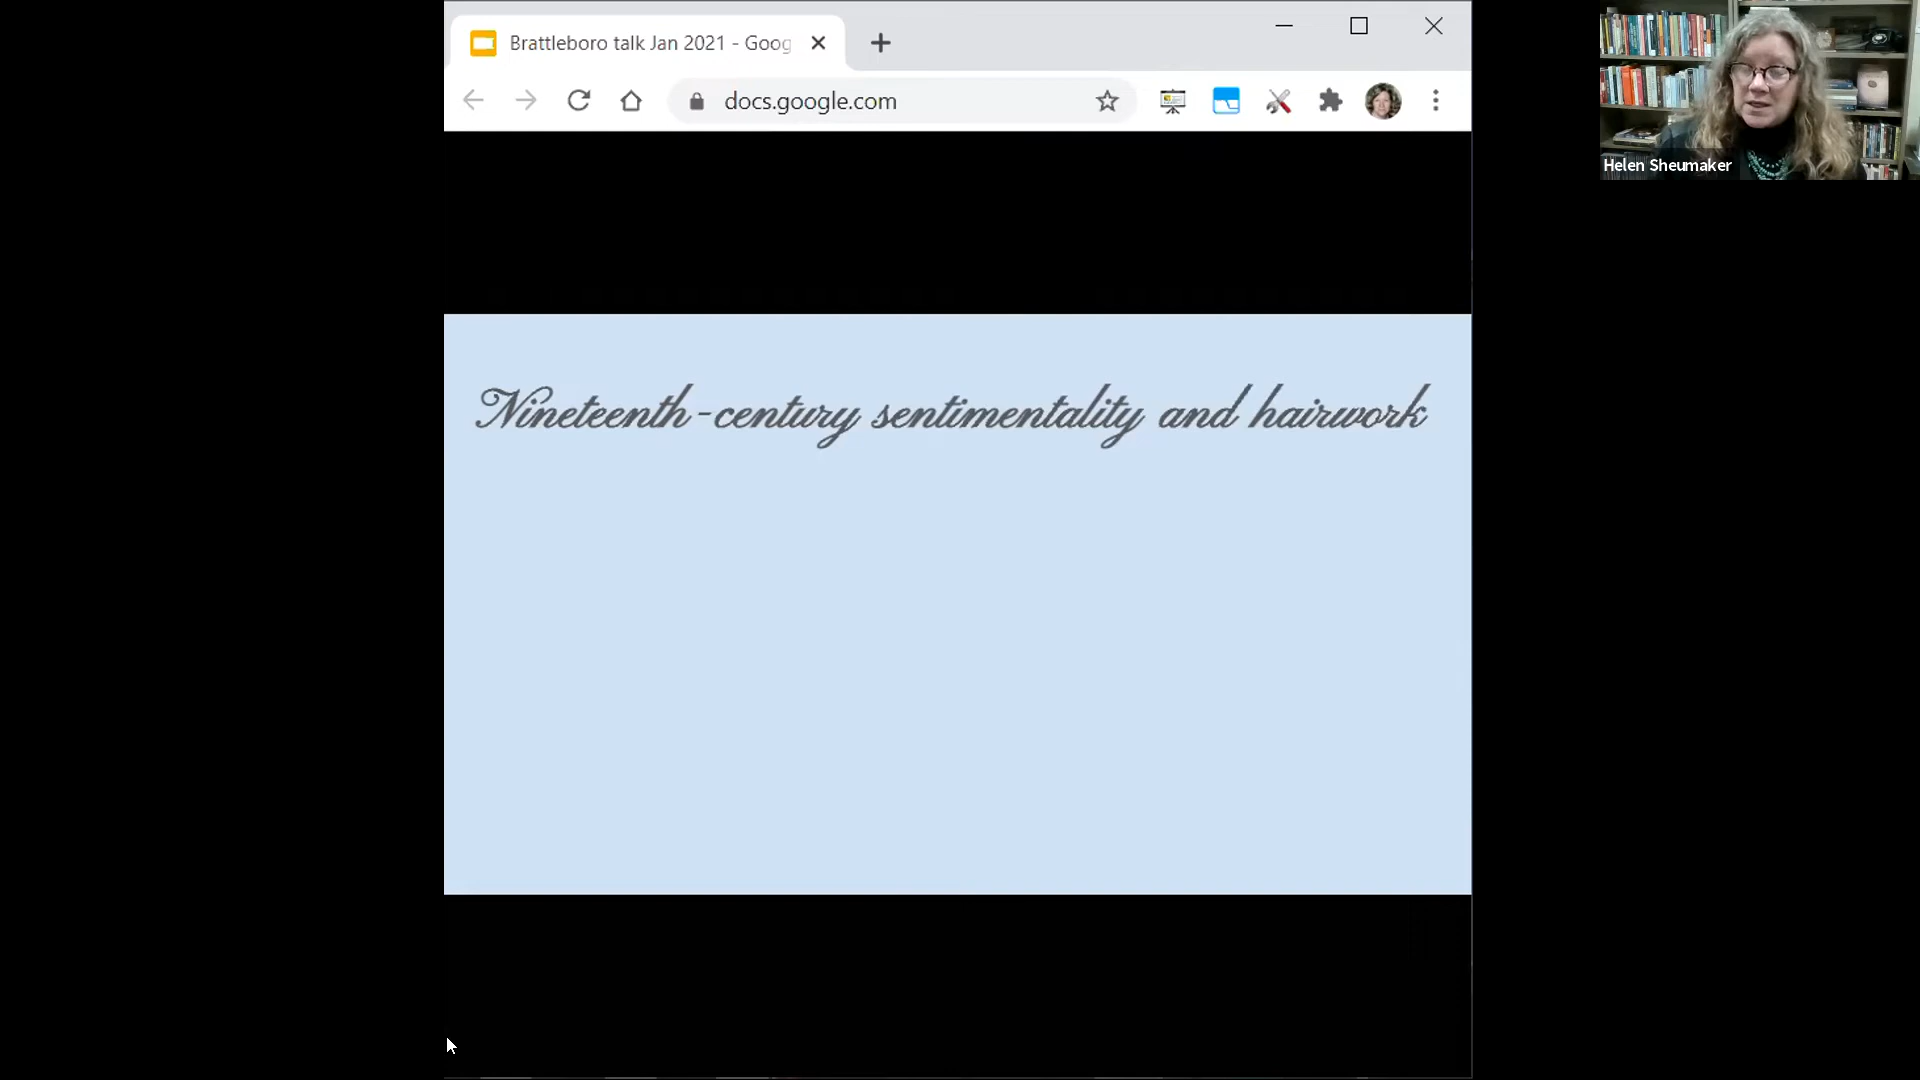 Brattleboro talk Jan 2021 - Goog
docs.google.com
Helen Sheumaker
Nineteenth-century sentimentality and hairwork